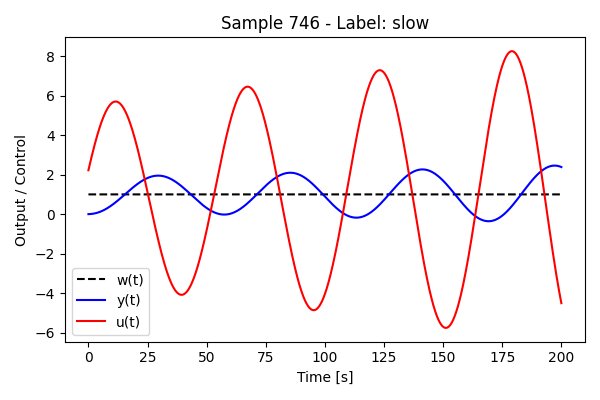 Sample 746 - Label: slow
Output / Control
8
6
4
2
0
−2
−4
−6
w(t)
y(t)
u(t)
0 25 50 75 100 125 150 175 200
Time [s]